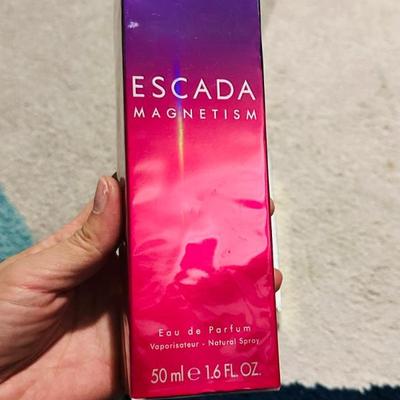 ESCADA
MAGNETISM
Eau de Parfum
Vaporisateur - Natural Spray
50 ml ℮ 1.6 FL.OZ.